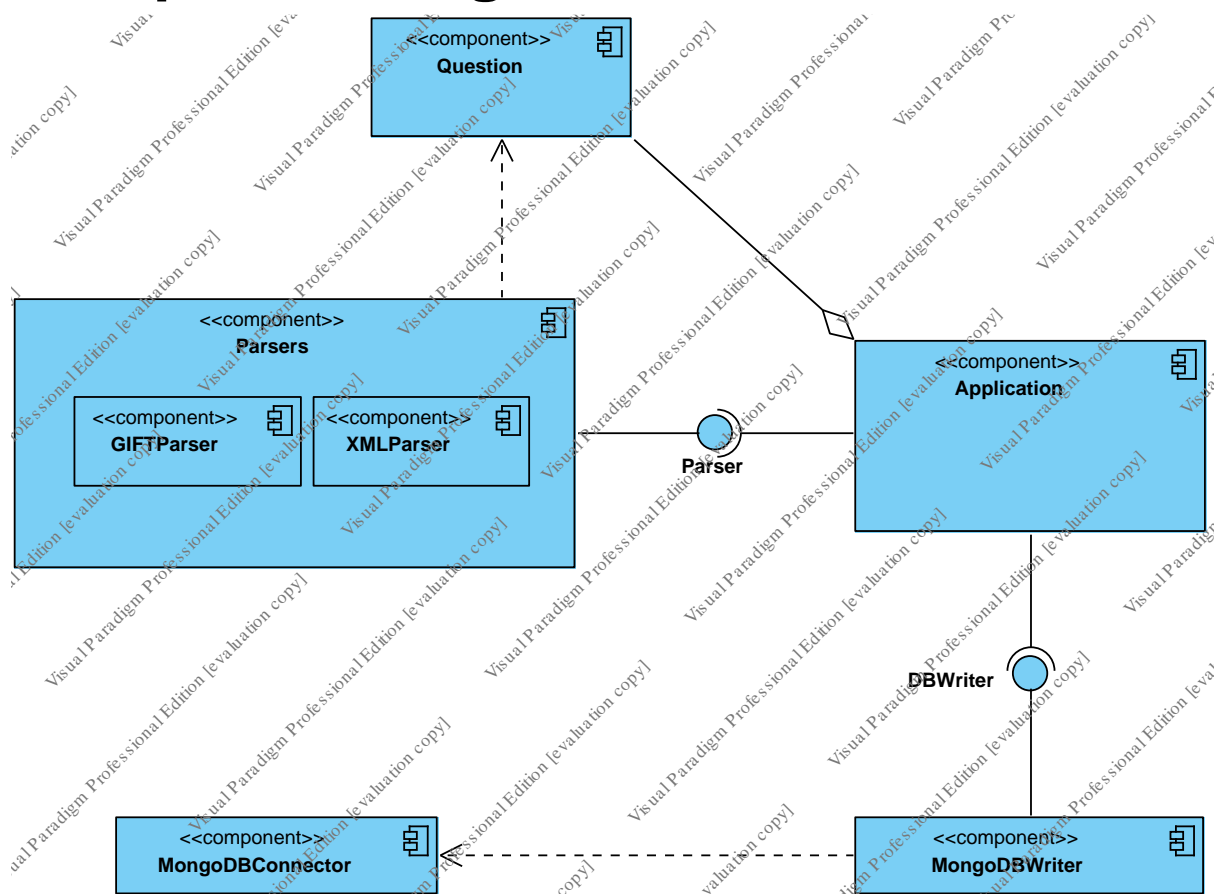 <<component>>
Question
<<component>>
Parsers
<<component>>
GIFTParser
<<component>>
XMLParser
<<component>>
Application
Parser
DBWriter
<<component>>
MongoDBConnector
<<component>>
MongoDBWriter
Visual Paradigm Professional Edition [evaluation copy]